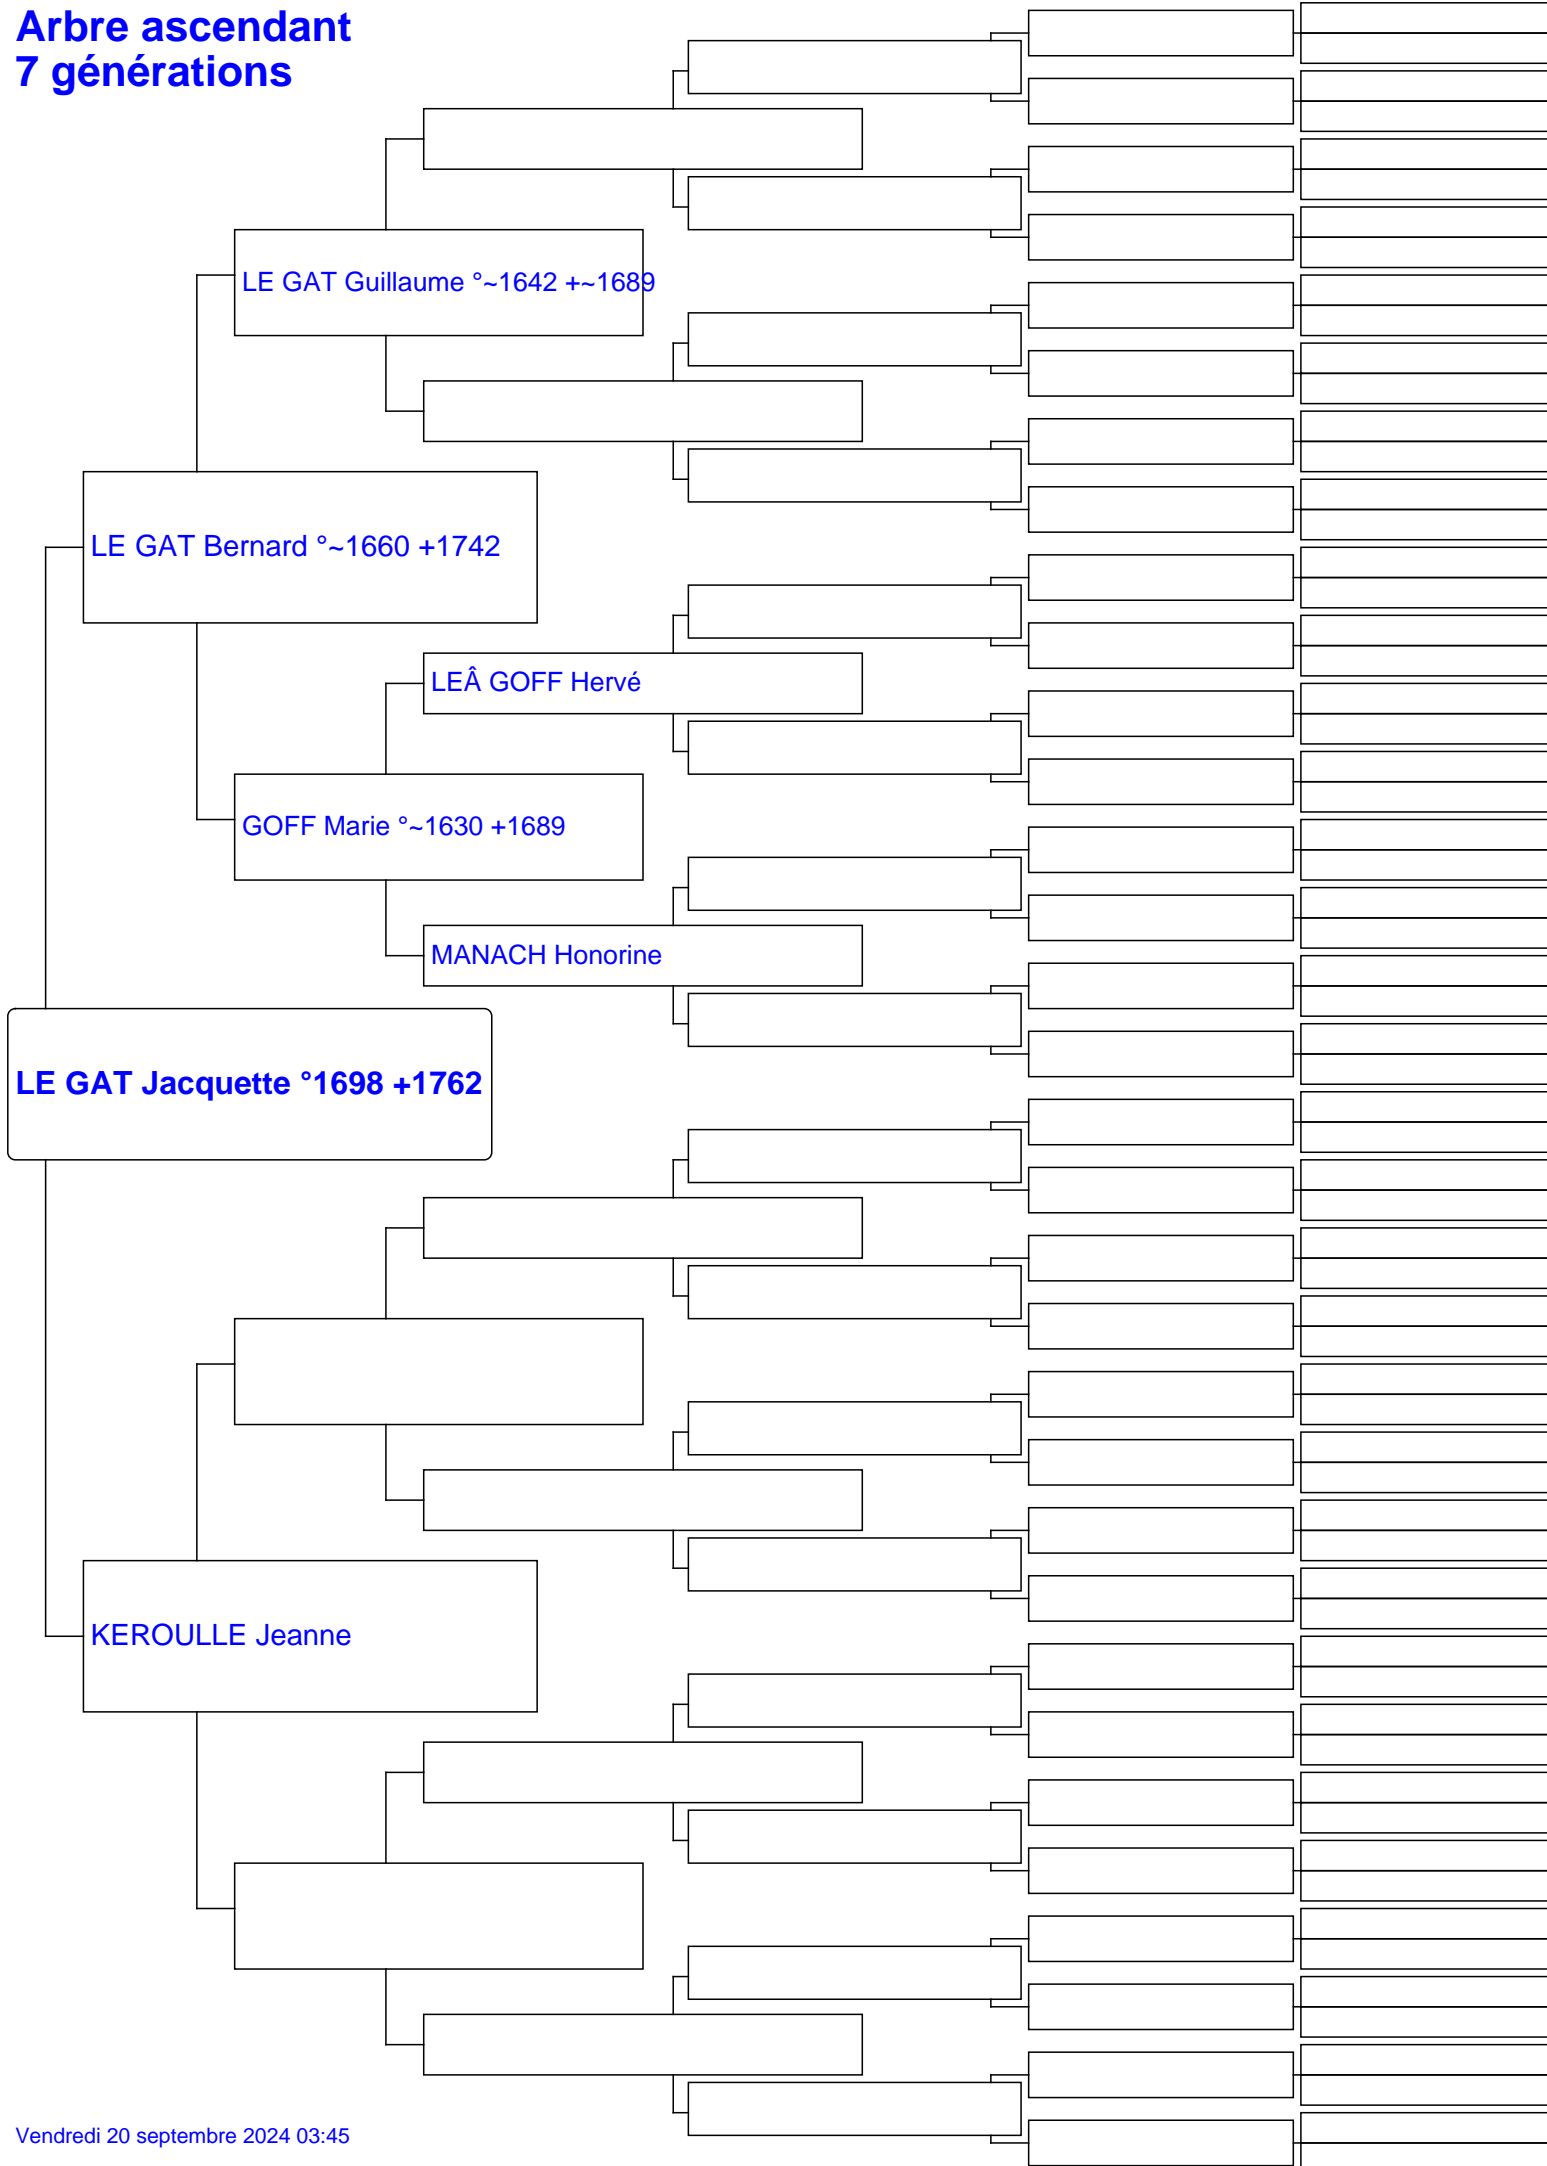 Arbre ascendant
7 générations
LE GAT Guillaume °~1642 +~1689
LE GAT Bernard °~1660 +1742
LEÂ GOFF Hervé
GOFF Marie °~1630 +1689
MANACH Honorine
LE GAT Jacquette °1698 +1762
KEROULLE Jeanne
Vendredi 20 septembre 2024 03:45